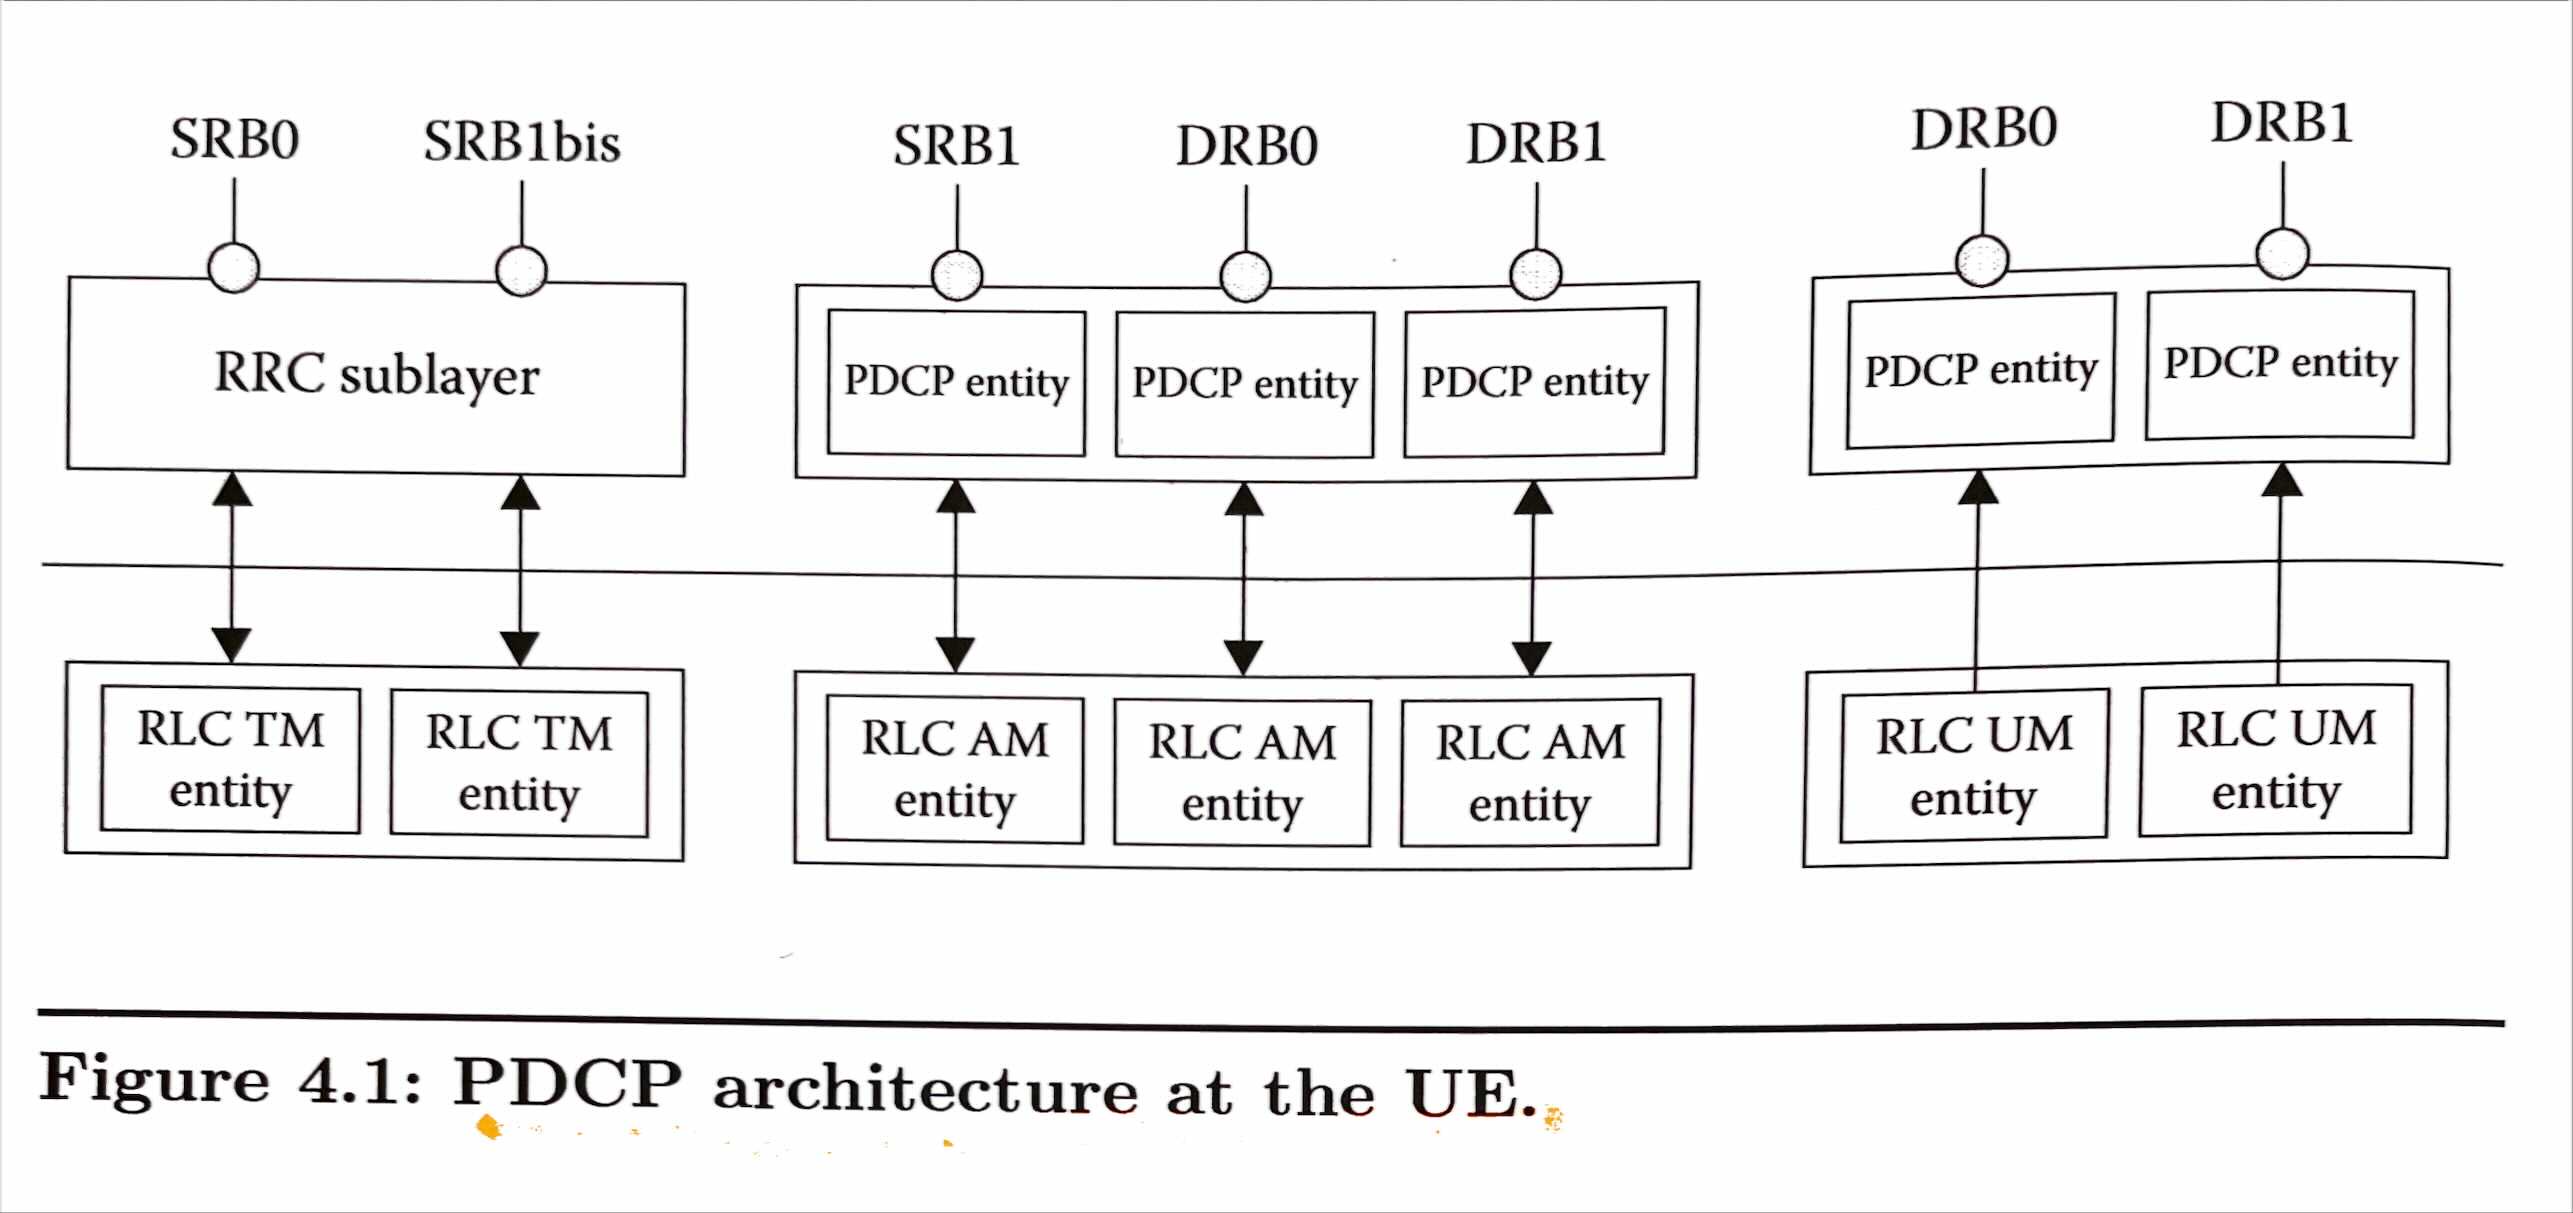 SRB0 SRB1bis SRB1 DRB0 DRB1 DRB0 DRB1
RRC sublayer PDCP entity PDCP entity PDCP entity PDCP entity PDCP entity
RLC TM entity
RLC TM entity
RLC AM entity
RLC AM entity
RLC AM entity
RLC UM entity
RLC UM entity
Figure 4.1: PDCP architecture at the UE.